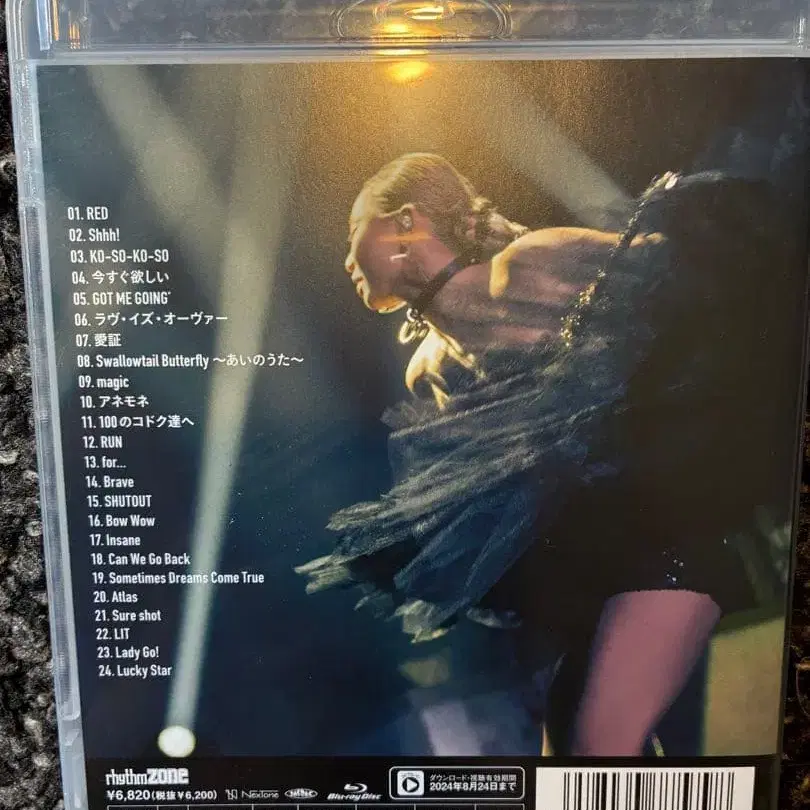 01. RED
02. Shhh!
03. KO-SO-KO-SO
04. 今すぐ欲しい
05. GOT ME GOING'
06. ラヴ・イズ・オーヴァー
07. 愛証
08. Swallowtail Butterfly ～あいのうた～
09. magic
10. アネモネ
11. 100のコドク達へ
12. RUN
13. for...
14. Brave
15. SHUTOUT
16. Bow Wow
17. Insane
18. Can We Go Back
19. Sometimes Dreams Come True
20. Atlas
21. Sure shot
22. LIT
23. Lady Go!
24. Lucky Star
rhythmzone
¥6,820(税抜¥6,200) NexTone Blu-ray Disc
ダウンロード・視聴有効期間
2024年8月24日まで